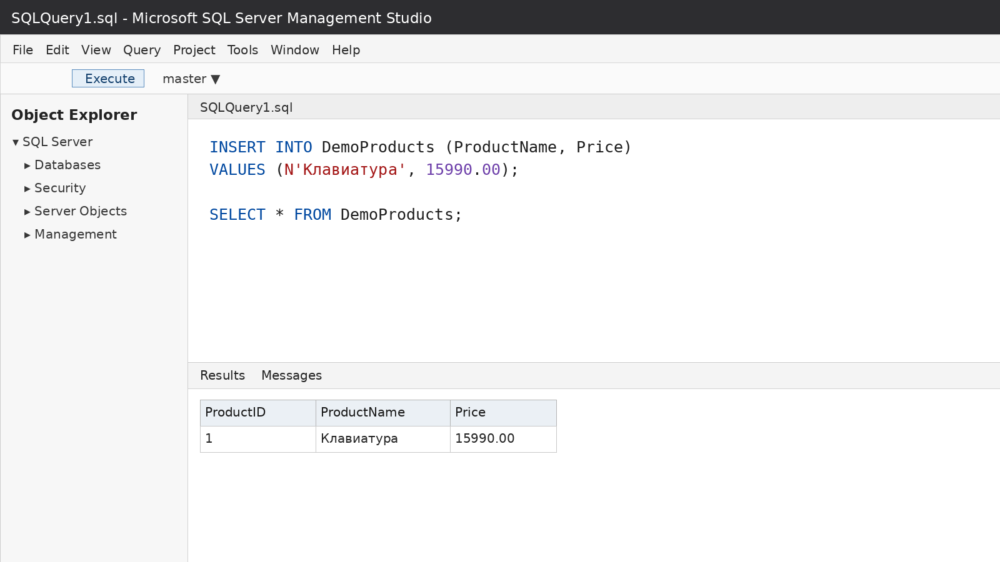 SQLQuery1.sql - Microsoft SQL Server Management Studio
File Edit View Query Project Tools Window Help
Execute master ▼
Object Explorer
▾ SQL Server
▸ Databases
▸ Security
▸ Server Objects
▸ Management
SQLQuery1.sql
INSERT INTO DemoProducts (ProductName, Price)
VALUES (N'Клавиатура', 15990.00);
SELECT * FROM DemoProducts;
Results Messages
ProductID ProductName Price
1 Клавиатура 15990.00